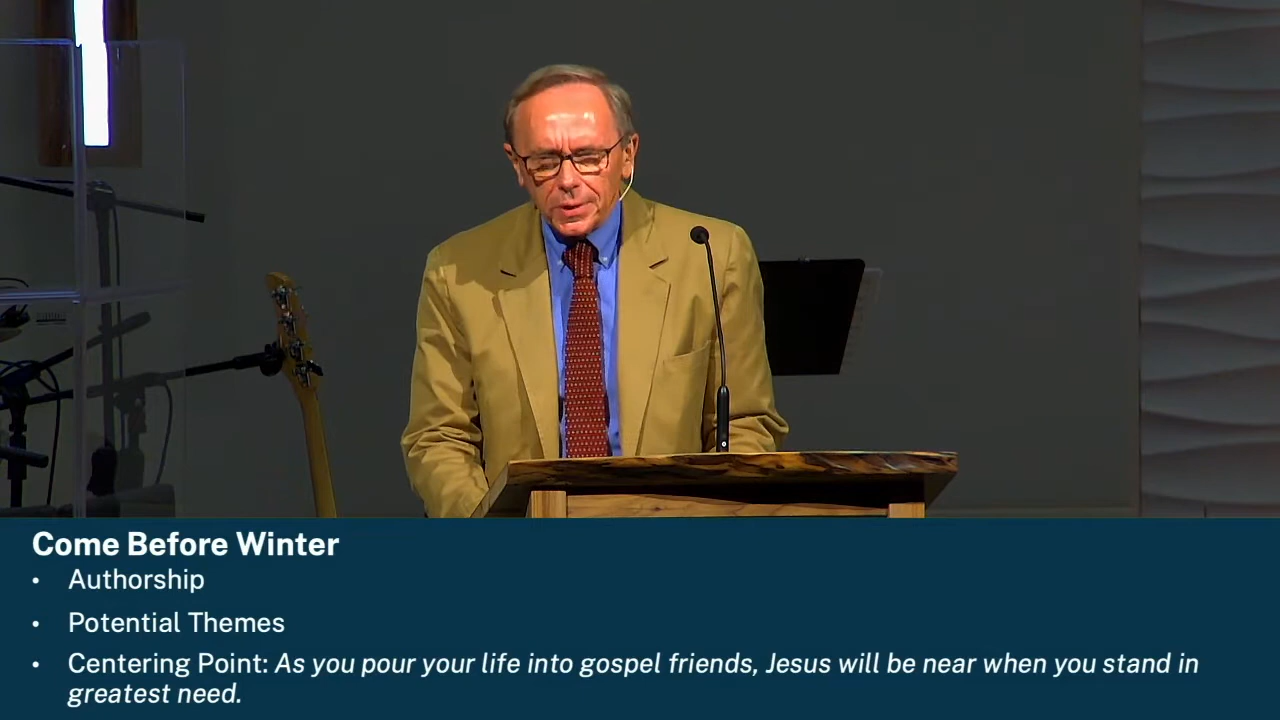 Come Before Winter
• Authorship
• Potential Themes
• Centering Point: As you pour your life into gospel friends, Jesus will be near when you stand in
greatest need.